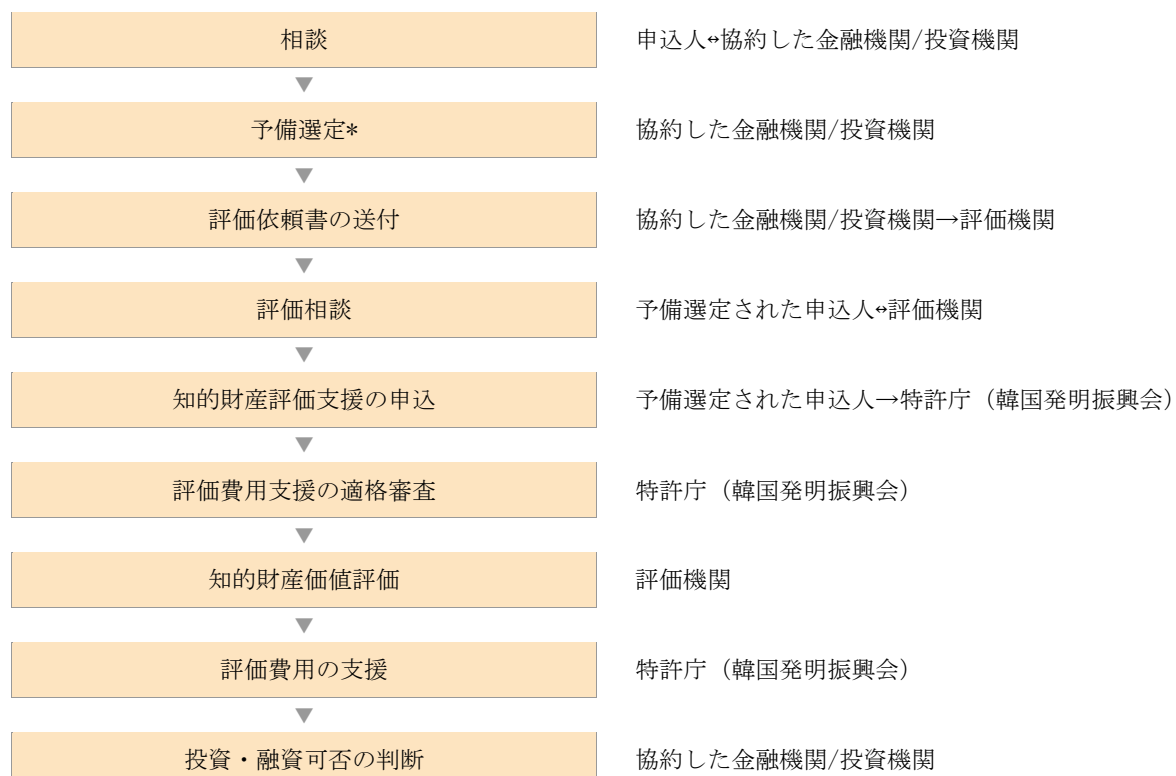 相談 申込人↔協約した金融機関/投資機関
▼
予備選定* 協約した金融機関/投資機関
▼
評価依頼書の送付 協約した金融機関/投資機関→評価機関
▼
評価相談 予備選定された申込人↔評価機関
▼
知的財産評価支援の申込 予備選定された申込人→特許庁（韓国発明振興会）
▼
評価費用支援の適格審査 特許庁（韓国発明振興会）
▼
知的財産価値評価 評価機関
▼
評価費用の支援 特許庁（韓国発明振興会）
▼
投資・融資可否の判断 協約した金融機関/投資機関